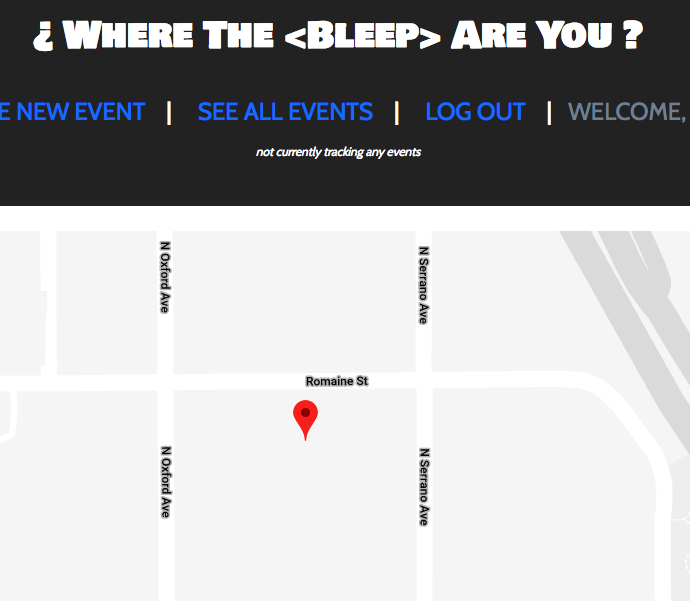 ¿ Where The <Bleep> Are You ?
E NEW EVENT | SEE ALL EVENTS | LOG OUT | WELCOME,
not currently tracking any events
N Oxford Ave
N Serrano Ave
Romaine St
N Oxford Ave
N Serrano Ave